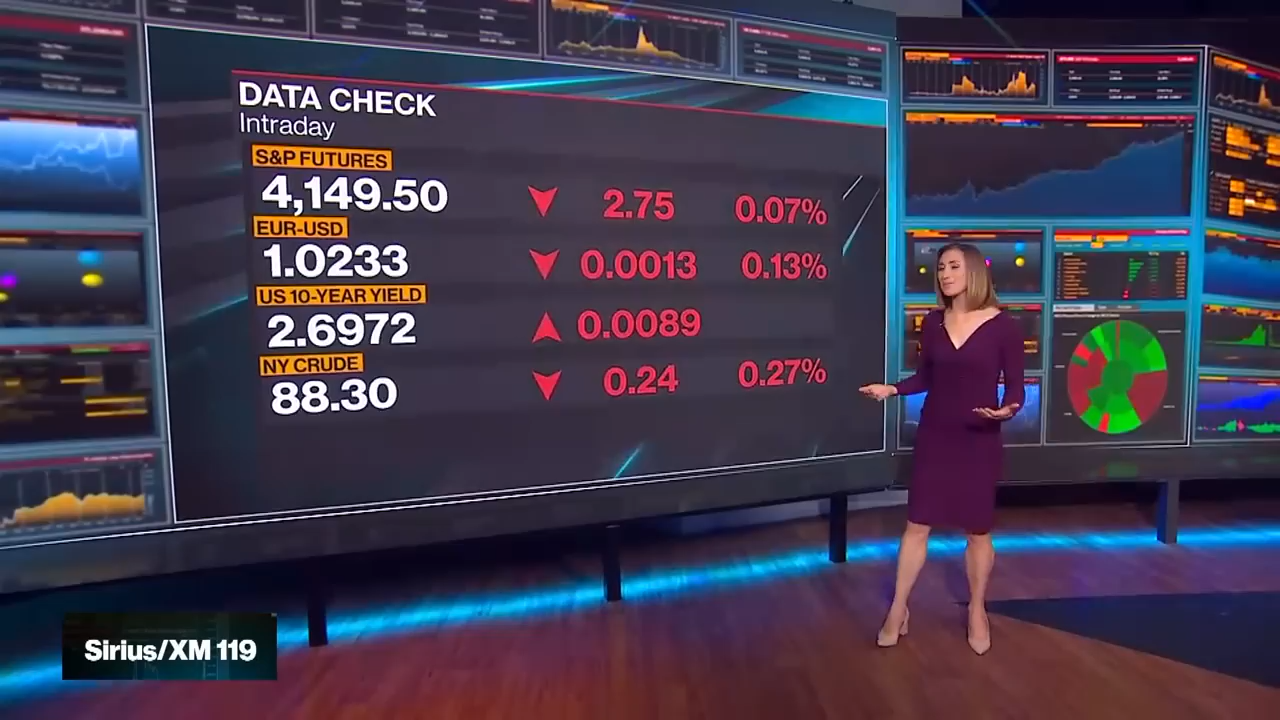 DATA CHECK
Intraday
S&P FUTURES
4,149.50 ▼ 2.75 0.07%
EUR-USD
1.0233 ▼ 0.0013 0.13%
US 10-YEAR YIELD
2.6972 ▲ 0.0089
NY CRUDE
88.30 ▼ 0.24 0.27%
Sirius/XM 119